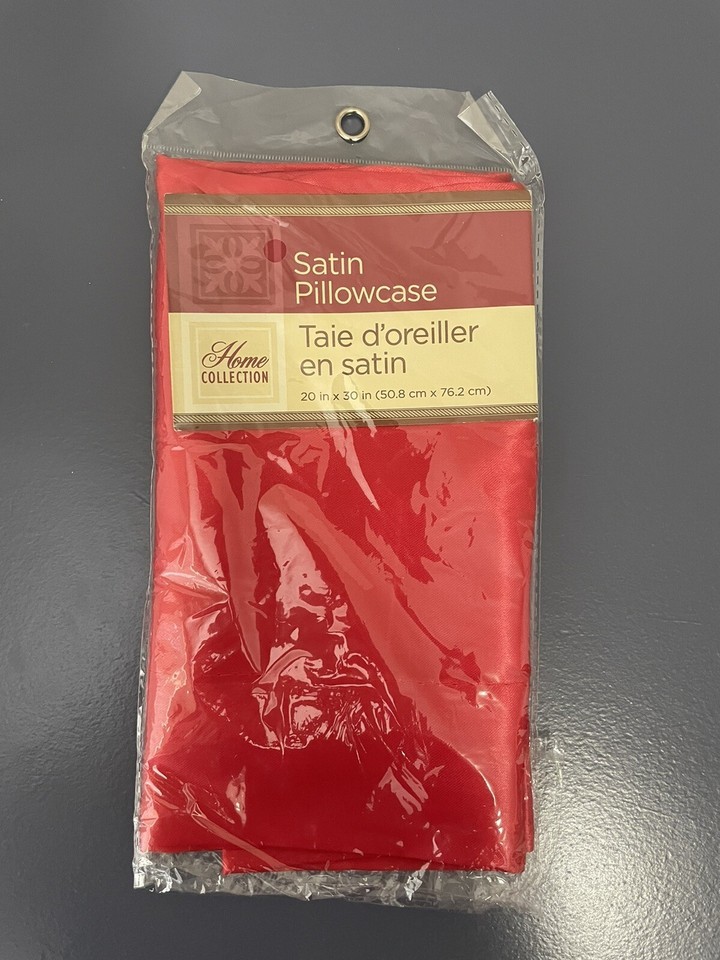 Satin
Pillowcase
Home
COLLECTION
Taie d'oreiller
en satin
20 in x 30 in (50.8 cm x 76.2 cm)